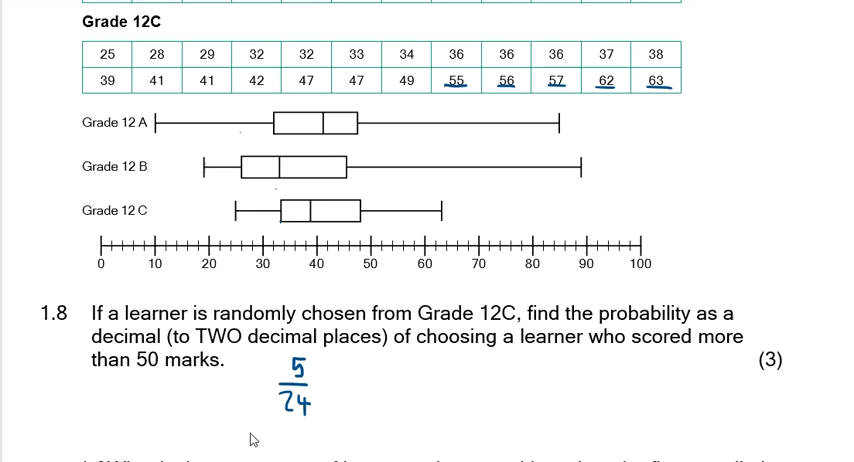 Grade 12C
25 28 29 32 32 33 34 36 36 36 37 38
39 41 41 42 47 47 49 55 56 57 62 63
Grade 12 A
Grade 12 B
Grade 12 C
0 10 20 30 40 50 60 70 80 90 100
1.8 If a learner is randomly chosen from Grade 12C, find the probability as a
decimal (to TWO decimal places) of choosing a learner who scored more
than 50 marks. (3)
5
24